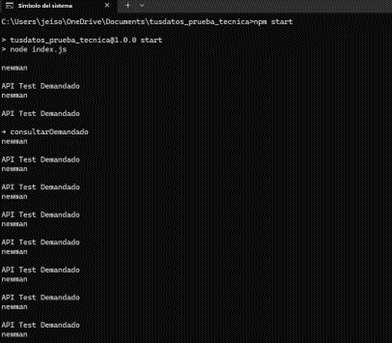 Símbolo del sistema
C:\Users\jeiso\OneDrive\Documents\tusdatos_prueba_tecnica>npm start
> tusdatos_prueba_tecnica@1.0.0 start
> node index.js
newman
API Test Demandado
newman
API Test Demandado
→ consultarDemandado
newman
API Test Demandado
newman
API Test Demandado
newman
API Test Demandado
newman
API Test Demandado
newman
API Test Demandado
newman
API Test Demandado
newman
API Test Demandado
newman